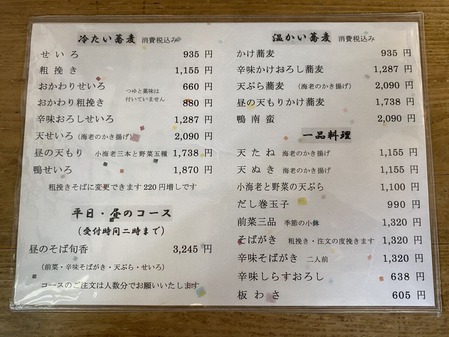 冷たい蕎麦 消費税込み
せいろ 935 円
粗挽き 1,155 円
おかわりせいろ 660 円
つゆと薬味は
付いていません
おかわり粗挽き 880 円
辛味おろしせいろ 1,287 円
天せいろ (海老のかき揚げ) 2,090 円
昼の天もり 小海老三本と野菜五種 1,738 円
鴨せいろ 1,870 円
粗挽きそばに変更できます 220 円増しです
平日・昼のコース
(受付時間二時まで)
昼のそば旬香 3,245 円
(前菜・辛味そばがき・天ぷら・せいろ)
コースのご注文は人数分でお願いいたします
温かい蕎麦 消費税込み
かけ蕎麦 935 円
辛味かけおろし蕎麦 1,287 円
天ぷら蕎麦 (海老のかき揚げ) 2,090 円
昼の天もりかけ蕎麦 1,738 円
鴨南蛮 2,090 円
一品料理
天たね 海老のかき揚げ 1,155 円
天ぬき 海老のかき揚げ 1,155 円
小海老と野菜の天ぷら 1,100 円
だし巻玉子 990 円
前菜三品 季節の小鉢 1,320 円
そばがき 粗挽き・注文の度挽きます 1,320 円
辛味そばがき 二人前 1,320 円
辛味しらすおろし 638 円
板わさ 605 円